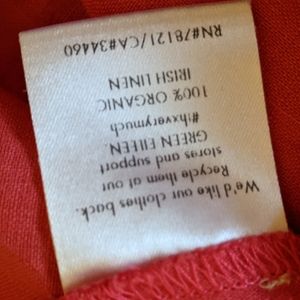 We'd like our clothes back.
Recycle them at our
stores and support
GREEN EILEEN
#thxverymuch
100% ORGANIC
IRISH LINEN
RN#78121/CA#34460